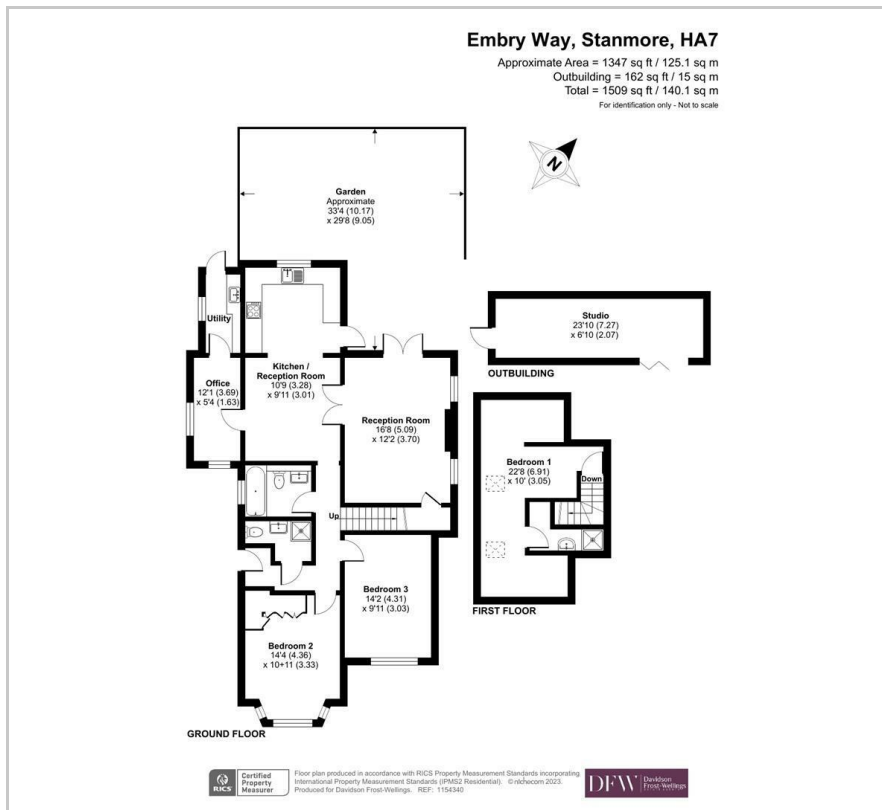 Embry Way, Stanmore, HA7
Approximate Area = 1347 sq ft / 125.1 sq m
Outbuilding = 162 sq ft / 15 sq m
Total = 1509 sq ft / 140.1 sq m
For identification only - Not to scale
N
Garden
Approximate
33'4 (10.17)
x 29'8 (9.05)
Utility
Studio
23'10 (7.27)
x 6'10 (2.07)
OUTBUILDING
Kitchen /
Reception Room
10'9 (3.28)
x 9'11 (3.01)
Office
12'1 (3.69)
x 5'4 (1.63)
Reception Room
16'8 (5.09)
x 12'2 (3.70)
Bedroom 1
22'8 (6.91)
x 10' (3.05)
Down
Up
Bedroom 3
14'2 (4.31)
x 9'11 (3.03)
FIRST FLOOR
Bedroom 2
14'4 (4.36)
x 10+11 (3.33)
GROUND FLOOR
RICS
Certified
Property
Measurer
Floor plan produced in accordance with RICS Property Measurement Standards incorporating
International Property Measurement Standards (IPMS2 Residential). © nichecom 2023.
Produced for Davidson Frost-Wellings. REF: 1154340
DFW
Davidson
Frost-Wellings